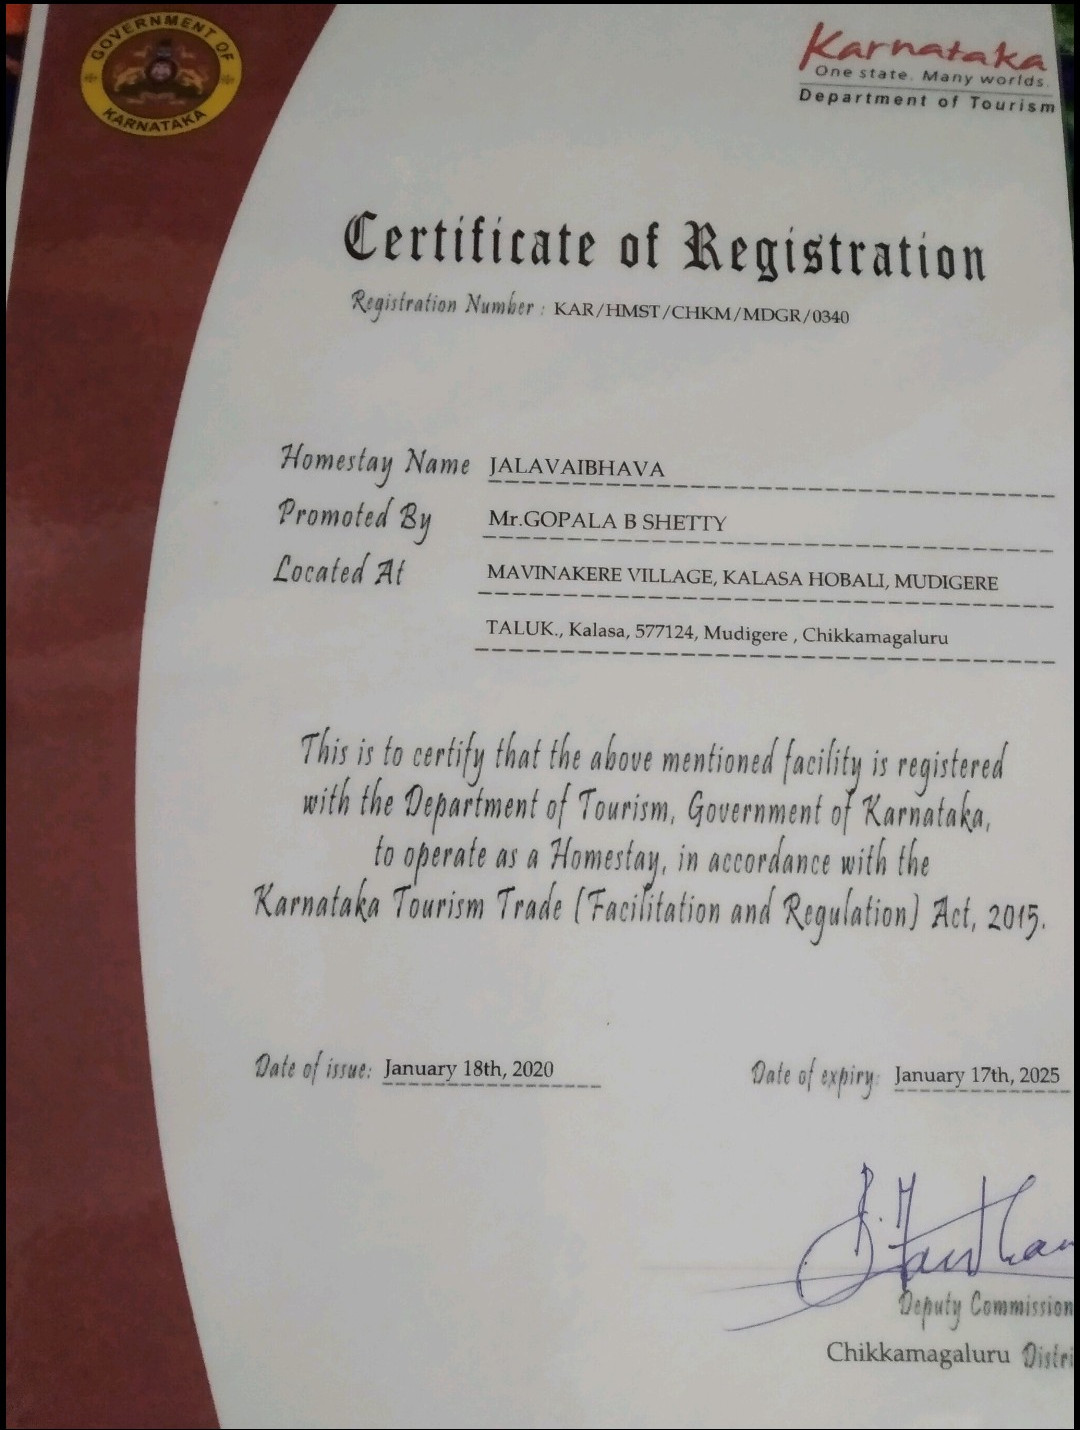 GOVERNMENT OF
KARNATAKA
Karnataka
One state. Many worlds.
Department of Tourism
Certificate of Registration
Registration Number : KAR/HMST/CHKM/MDGR/0340
Homestay Name JALAVAIBHAVA
Promoted By Mr.GOPALA B SHETTY
Located At MAVINAKERE VILLAGE, KALASA HOBALI, MUDIGERE
TALUK., Kalasa, 577124, Mudigere , Chikkamagaluru
This is to certify that the above mentioned facility is registered
with the Department of Tourism, Government of Karnataka,
to operate as a Homestay, in accordance with the
Karnataka Tourism Trade (Facilitation and Regulation) Act, 2015.
Date of issue: January 18th, 2020 Date of expiry: January 17th, 2025
Deputy Commission
Chikkamagaluru Distri